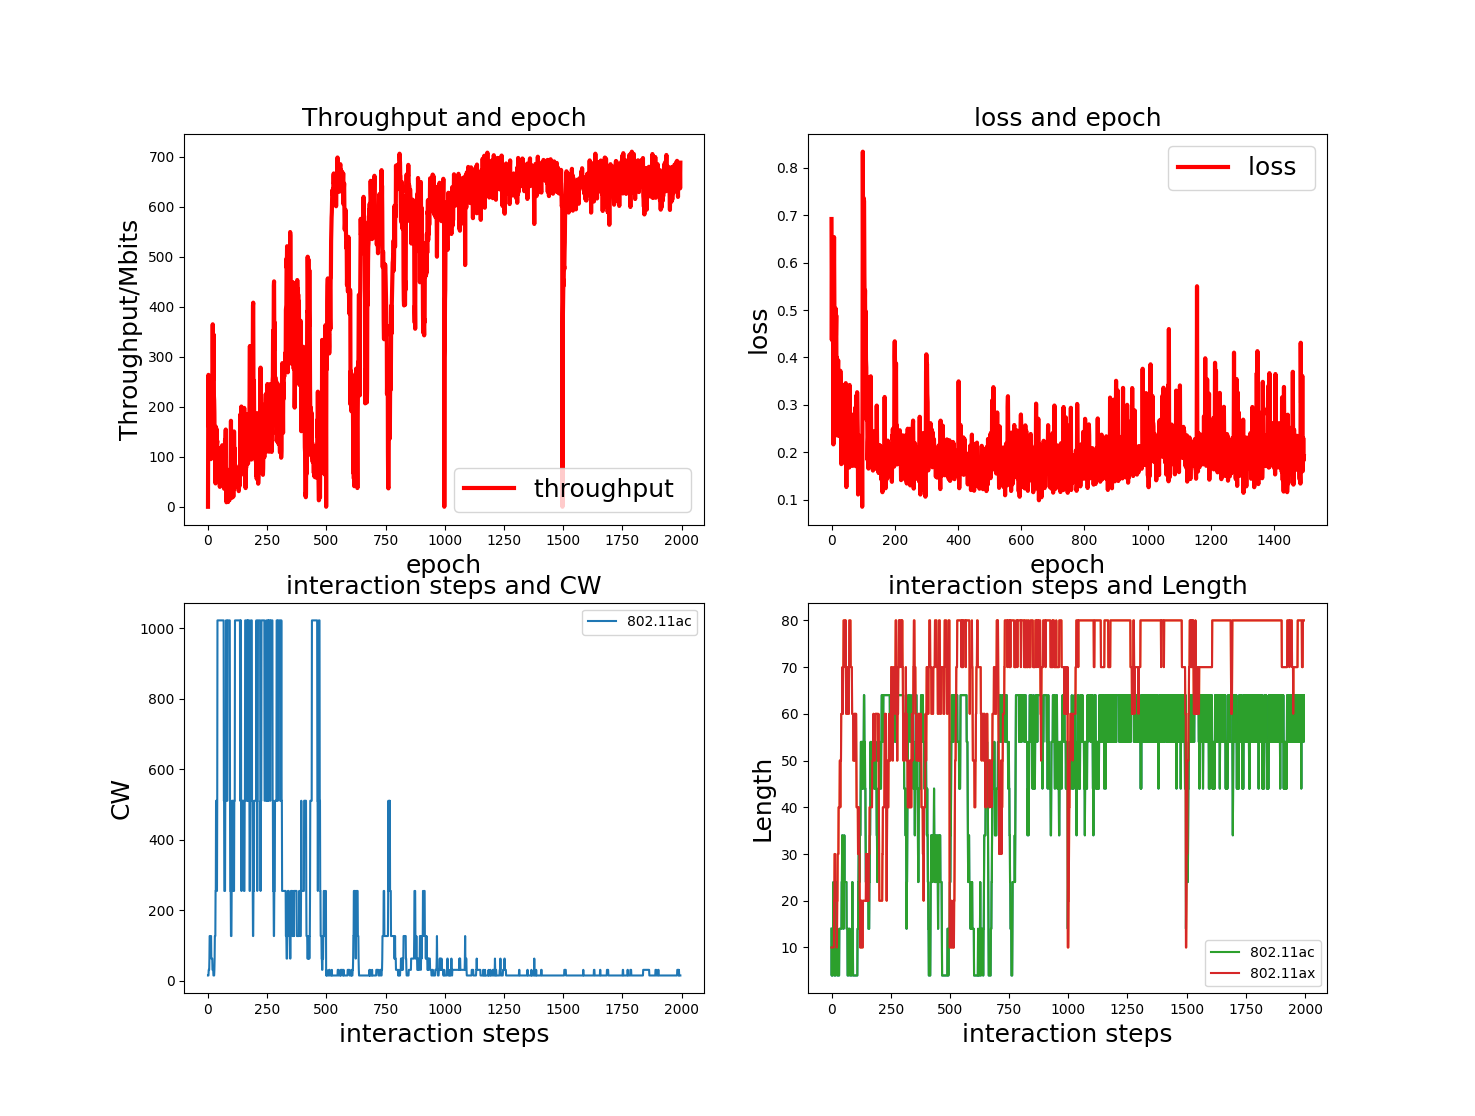 Throughput and epoch
700
600
500
400
300
200
100
0
Throughput/Mbits
throughput
0 250 500 750 1000 1250 1500 1750 2000
epoch
loss and epoch
0.8
0.7
0.6
0.5
0.4
0.3
0.2
0.1
loss
loss
0 200 400 600 800 1000 1200 1400
epoch
interaction steps and CW
1000
800
600
400
200
0
CW
802.11ac
0 250 500 750 1000 1250 1500 1750 2000
interaction steps
interaction steps and Length
80
70
60
50
40
30
20
10
Length
802.11ac
802.11ax
0 250 500 750 1000 1250 1500 1750 2000
interaction steps